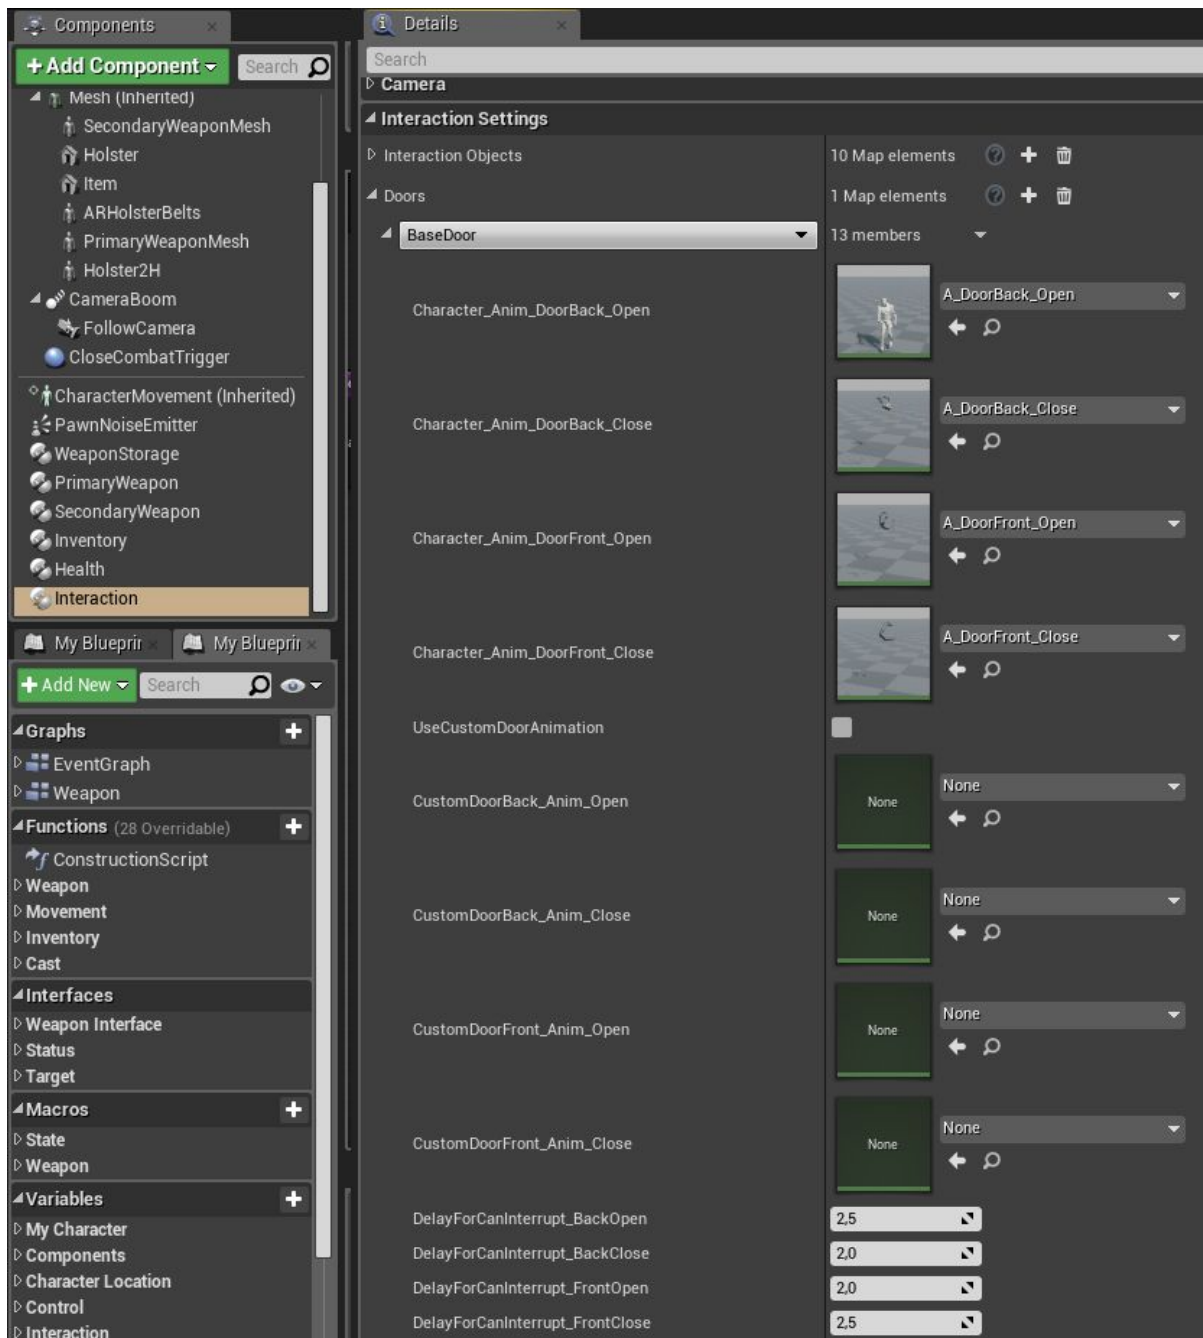 Components
Add Component
Search
Mesh (Inherited)
SecondaryWeaponMesh
Holster
Item
ARHolsterBelts
PrimaryWeaponMesh
Holster2H
CameraBoom
FollowCamera
CloseCombatTrigger
CharacterMovement (Inherited)
PawnNoiseEmitter
WeaponStorage
PrimaryWeapon
SecondaryWeapon
Inventory
Health
Interaction
My Blueprir
My Blueprir
Add New
Search
Graphs
EventGraph
Weapon
Functions (28 Overridable)
ConstructionScript
Weapon
Movement
Inventory
Cast
Interfaces
Weapon Interface
Status
Target
Macros
State
Weapon
Variables
My Character
Components
Character Location
Control
Interaction
Details
Search
Camera
Interaction Settings
Interaction Objects
10 Map elements
Doors
1 Map elements
BaseDoor
13 members
Character_Anim_DoorBack_Open
A_DoorBack_Open
Character_Anim_DoorBack_Close
A_DoorBack_Close
Character_Anim_DoorFront_Open
A_DoorFront_Open
Character_Anim_DoorFront_Close
A_DoorFront_Close
UseCustomDoorAnimation
CustomDoorBack_Anim_Open
None
None
CustomDoorBack_Anim_Close
None
None
CustomDoorFront_Anim_Open
None
None
CustomDoorFront_Anim_Close
None
None
DelayForCanInterrupt_BackOpen
2,5
DelayForCanInterrupt_BackClose
2,0
DelayForCanInterrupt_FrontOpen
2,0
DelayForCanInterrupt_FrontClose
2,5